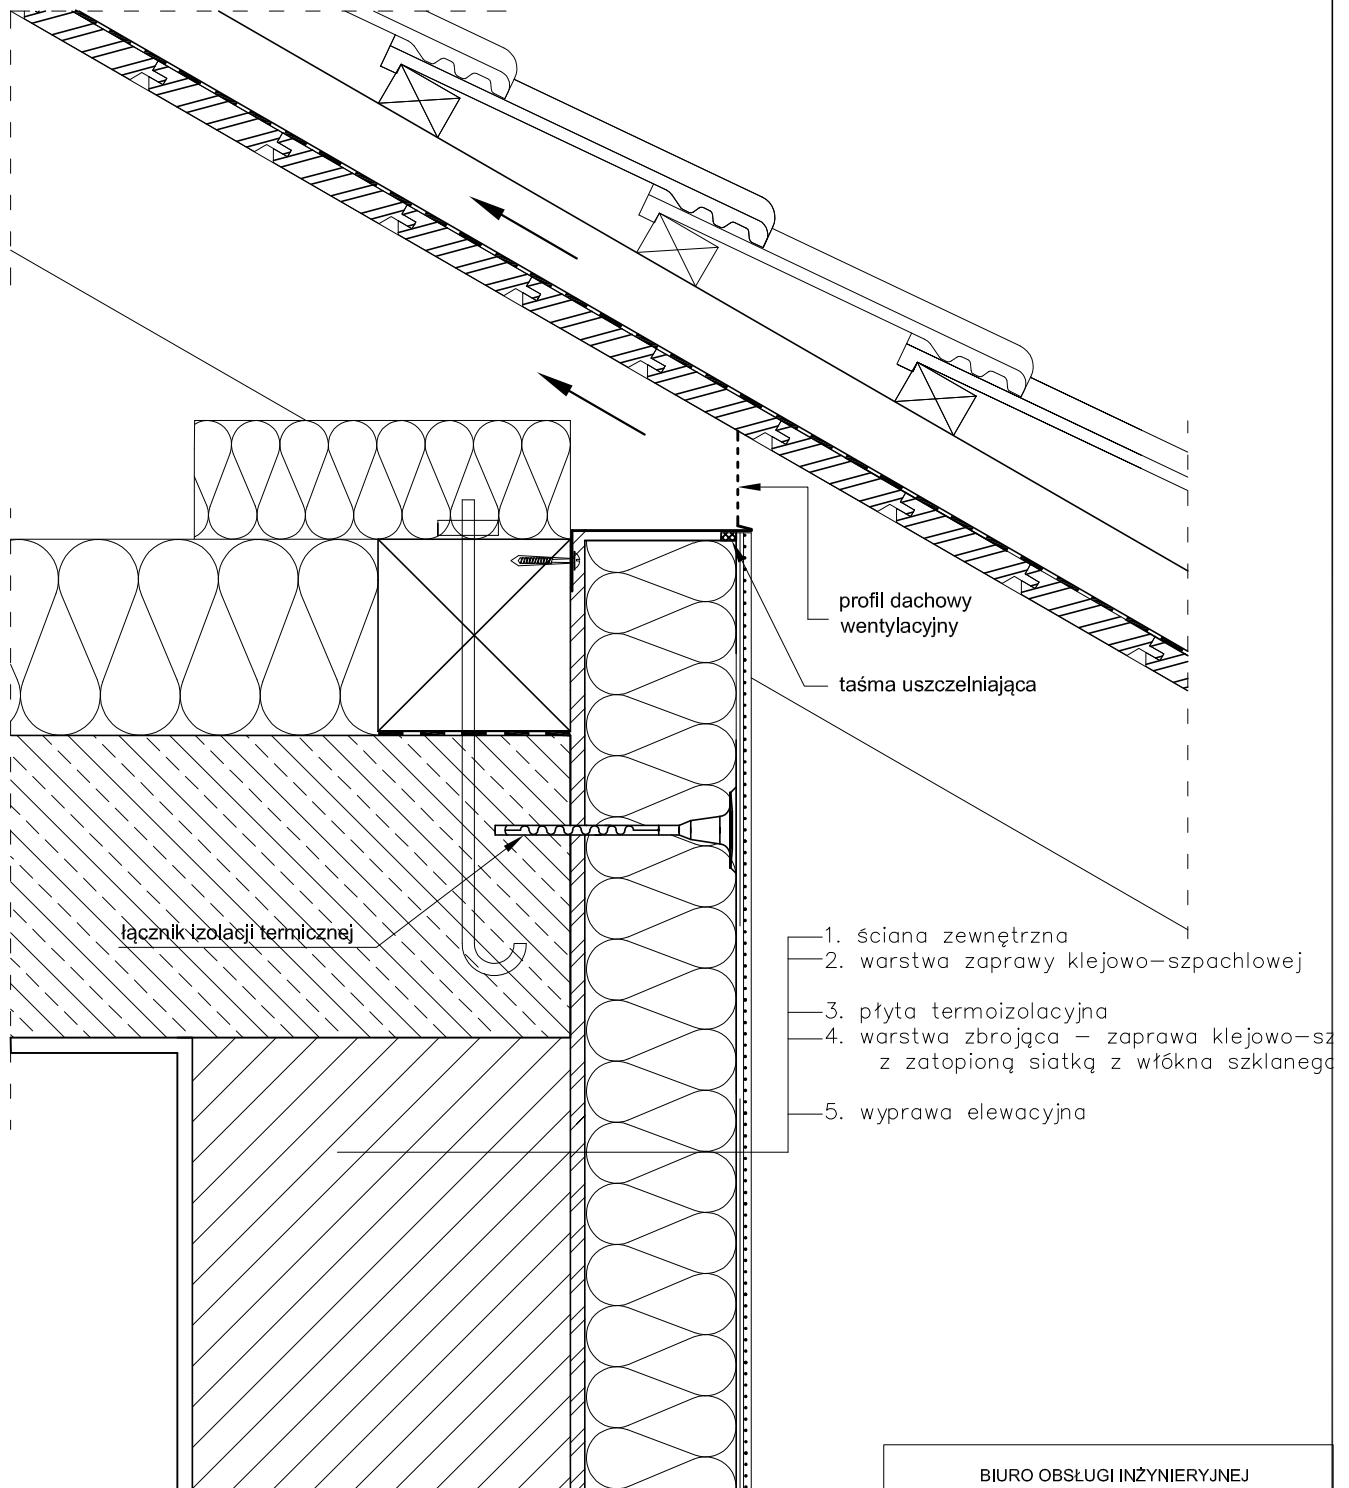 profil dachowy
wentylacyjny
taśma uszczelniająca
łącznik izolacji termicznej
1. ściana zewnętrzna
2. warstwa zaprawy klejowo-szpachlowej
3. płyta termoizolacyjna
4. warstwa zbrojąca – zaprawa klejowo-sz
z zatopioną siatką z włókna szklanego
5. wyprawa elewacyjna
BIURO OBSŁUGI INŻYNIERYJNEJ